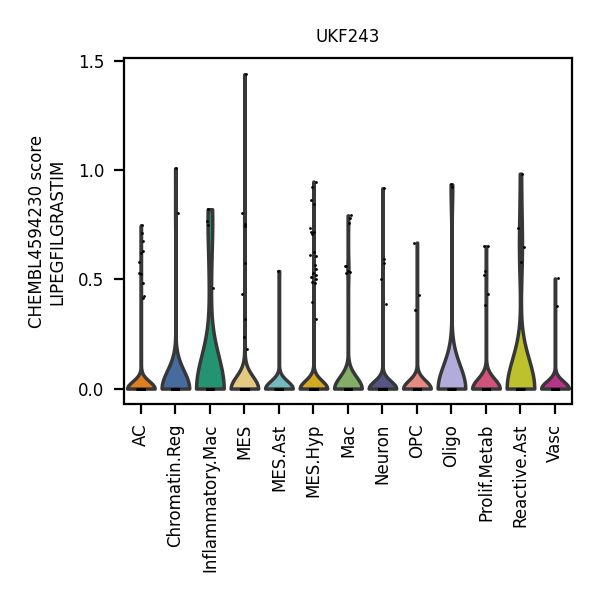 UKF243
CHEMBL4594230 score
LIPEGFILGRASTIM
1.5
1.0
0.5
0.0
AC
Chromatin.Reg
Inflammatory.Mac
MES
MES.Ast
MES.Hyp
Mac
Neuron
OPC
Oligo
Prolif.Metab
Reactive.Ast
Vasc